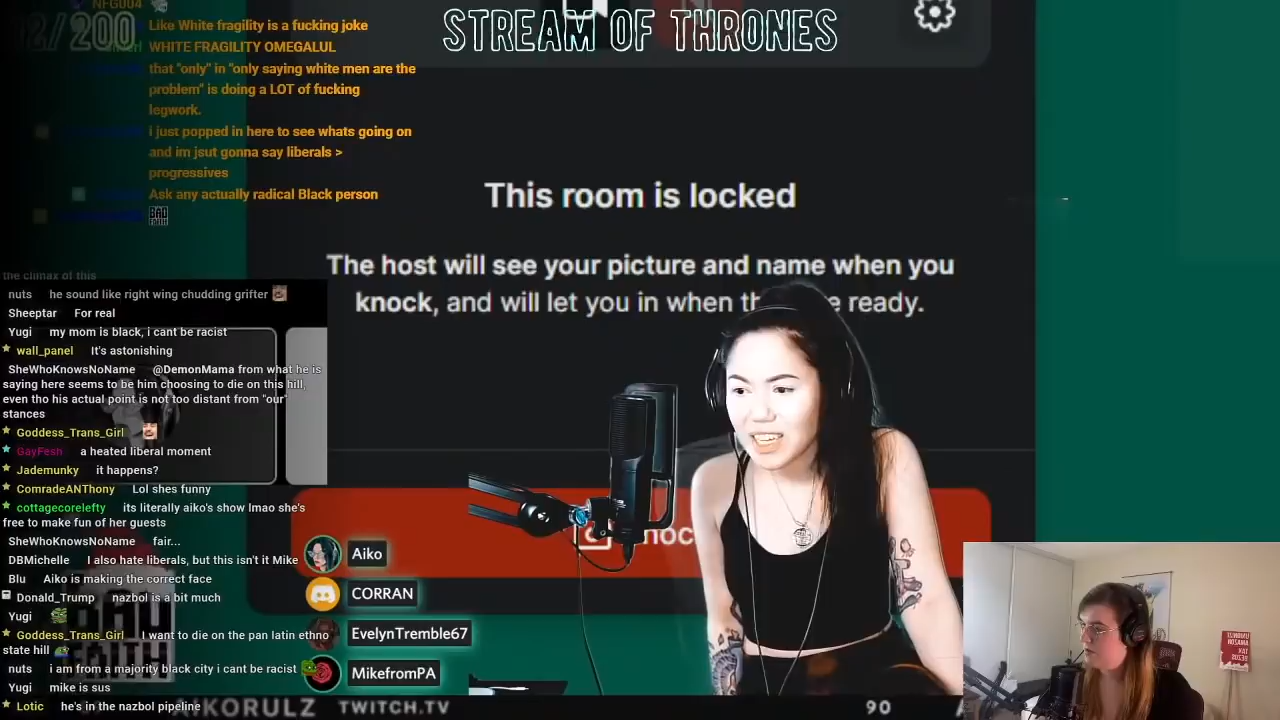 NFG004
2/200
STREAM OF THRONES
Like White fragility is a fucking joke
WHITE FRAGILITY OMEGALUL
that "only" in "only saying white men are the
problem" is doing a LOT of fucking
legwork.
i just popped in here to see whats going on
and im jsut gonna say liberals >
progressives
Ask any actually radical Black person
BAD
This room is locked
The host will see your picture and name when you
knock, and will let you in when th e ready.
the climax of this
nuts he sound like right wing chudding grifter
Sheeptar For real
Yugi my mom is black, i cant be racist
wall_panel It's astonishing
SheWhoKnowsNoName @DemonMama from what he is
saying here seems to be him choosing to die on this hill,
even tho his actual point is not too distant from "our"
stances
Goddess_Trans_Girl
GayFesh a heated liberal moment
Jademunky it happens?
ComradeANThony Lol shes funny
cottagecorelefty its literally aiko's show lmao she's
free to make fun of her guests
SheWhoKnowsNoName fair...
DBMichelle I also hate liberals, but this isn't it Mike
Blu Aiko is making the correct face
Donald_Trump nazbol is a bit much
Yugi
Goddess_Trans_Girl I want to die on the pan latin ethno
state hill
nuts i am from a majority black city i cant be racist
Yugi mike is sus
Lotic he's in the nazbol pipeline
Aiko
CORRAN
EvelynTremble67
MikefromPA
AIKORULZ TWITCH.TV
90